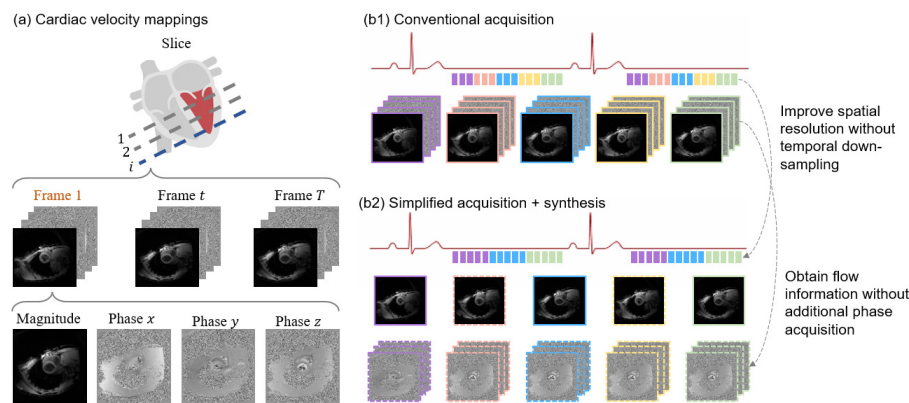 (a) Cardiac velocity mappings
Slice
1
2
i
Frame 1
Frame t
Frame T
Magnitude
Phase x
Phase y
Phase z
(b1) Conventional acquisition
(b2) Simplified acquisition + synthesis
Improve spatial
resolution without
temporal down-
sampling
Obtain flow
information without
additional phase
acquisition